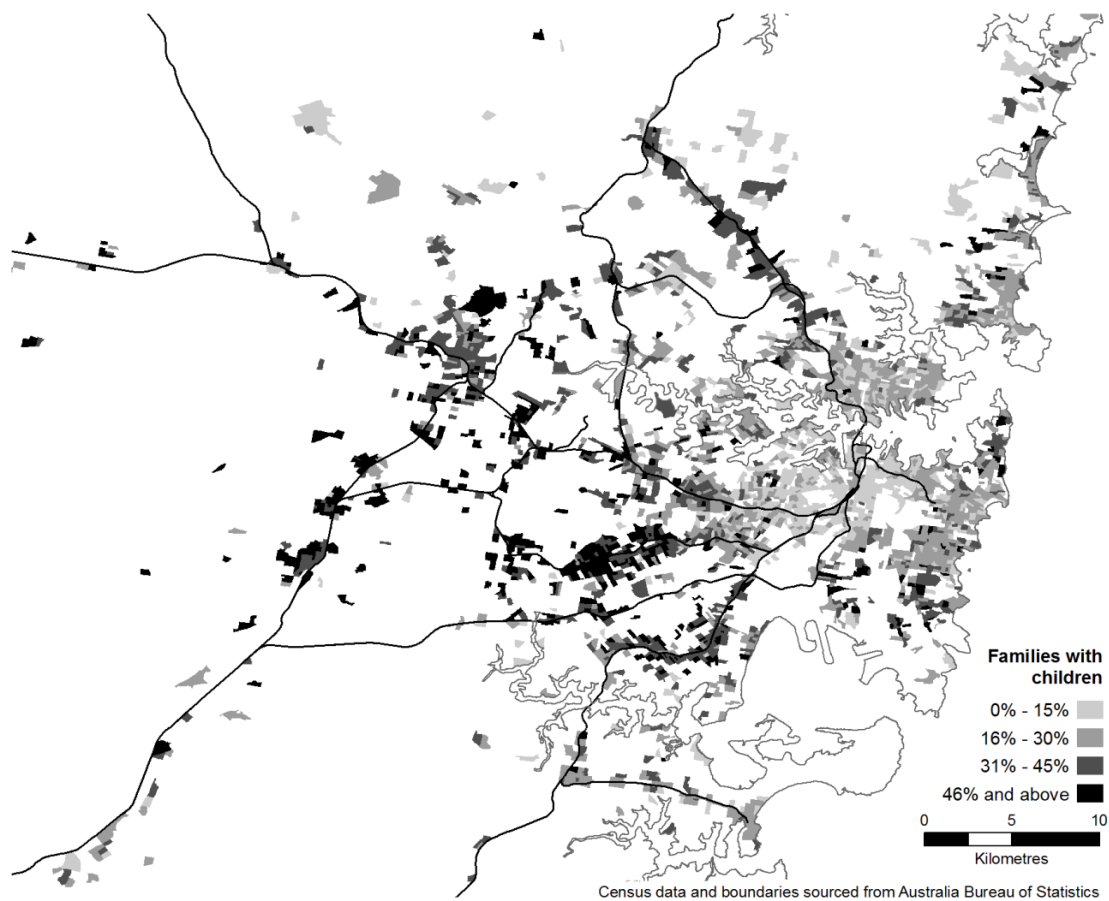 Families with
children
0% - 15%
16% - 30%
31% - 45%
46% and above
0 5 10
Kilometres
Census data and boundaries sourced from Australia Bureau of Statistics